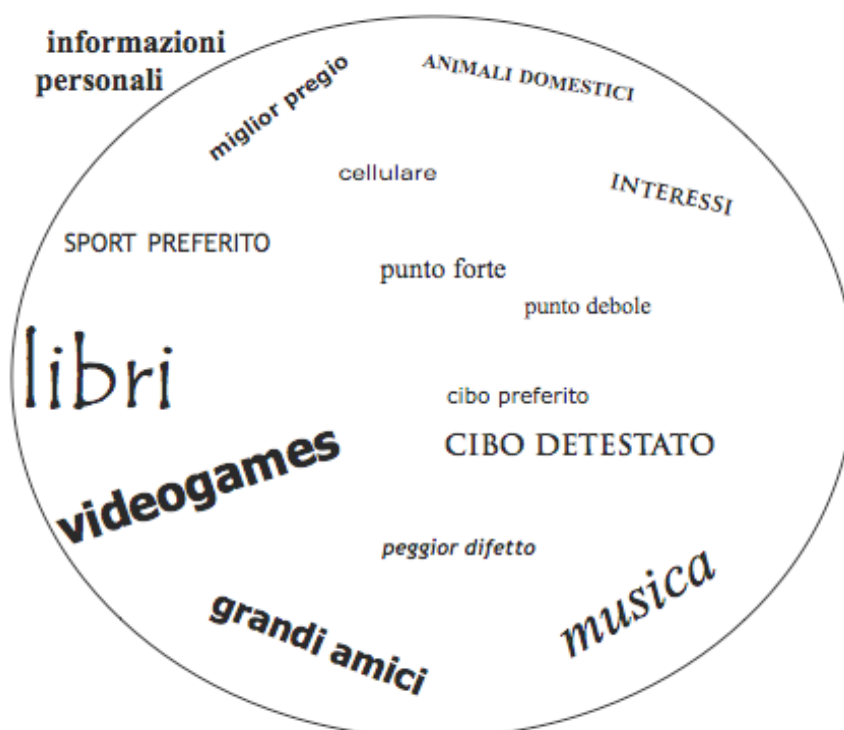 informazioni
personali
miglior pregio
ANIMALI DOMESTICI
cellulare
INTERESSI
SPORT PREFERITO
punto forte
punto debole
libri
cibo preferito
CIBO DETESTATO
videogames
peggior difetto
musica
grandi amici